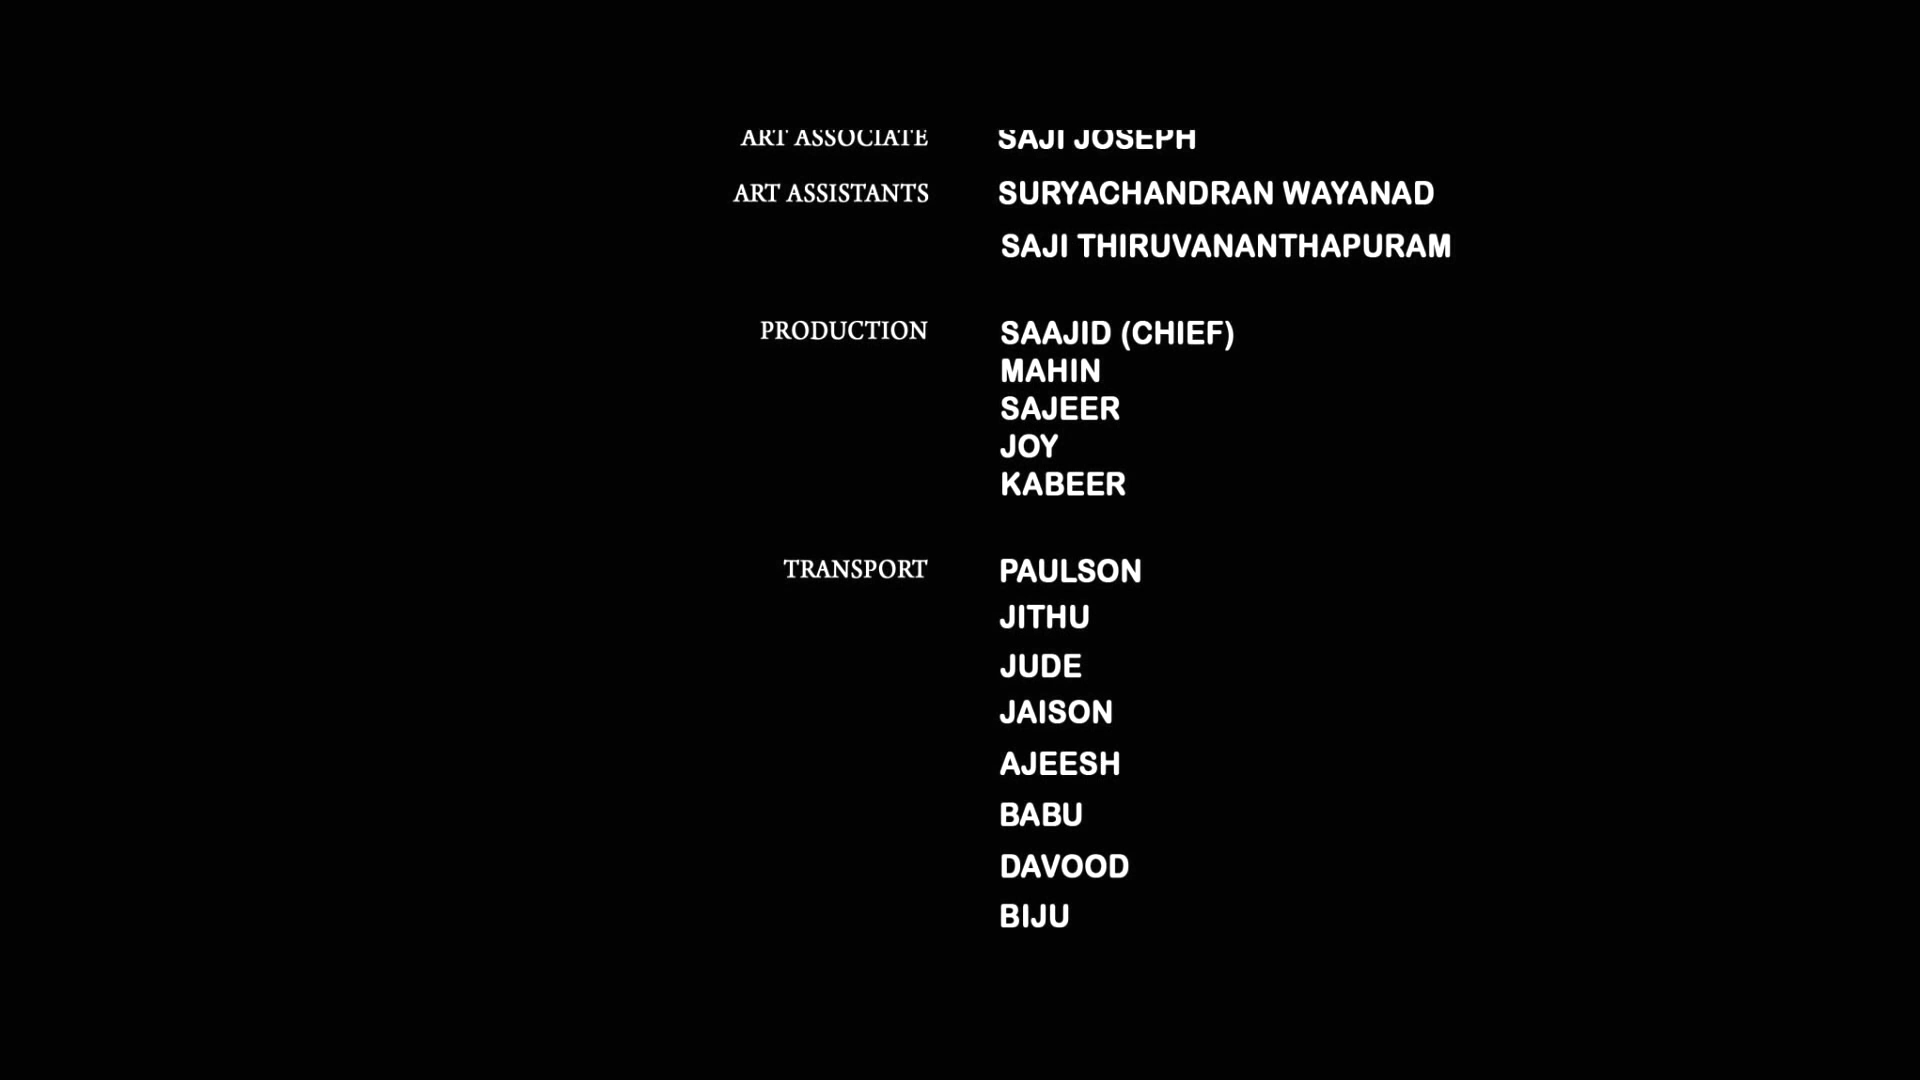 ART ASSOCIATE SAJI JOSEPH
ART ASSISTANTS SURYACHANDRAN WAYANAD
SAJI THIRUVANANTHAPURAM
PRODUCTION SAAJID (CHIEF)
MAHIN
SAJEER
JOY
KABEER
TRANSPORT PAULSON
JITHU
JUDE
JAISON
AJEESH
BABU
DAVOOD
BIJU